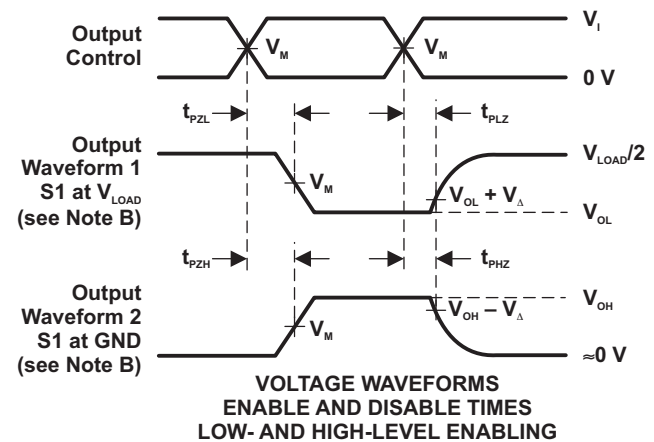 Output
Control
V_M
V_M
V_I
0 V
t_PZL
t_PLZ
Output
Waveform 1
S1 at V_LOAD
(see Note B)
V_M
V_OL + V_Δ
V_LOAD/2
V_OL
t_PZH
t_PHZ
Output
Waveform 2
S1 at GND
(see Note B)
V_M
V_OH − V_Δ
V_OH
≈0 V
VOLTAGE WAVEFORMS
ENABLE AND DISABLE TIMES
LOW- AND HIGH-LEVEL ENABLING